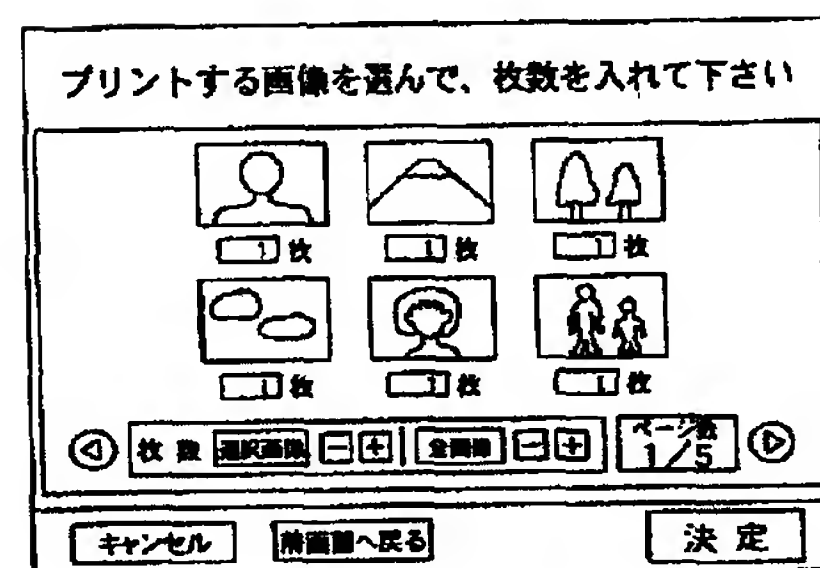 プリントする画像を選んで、枚数を入れて下さい
1 枚 1 枚 1 枚
1 枚 1 枚 1 枚
枚 数 選択画像 − + 全画像 − + ページ数
1/5
キャンセル 前画面へ戻る 決 定